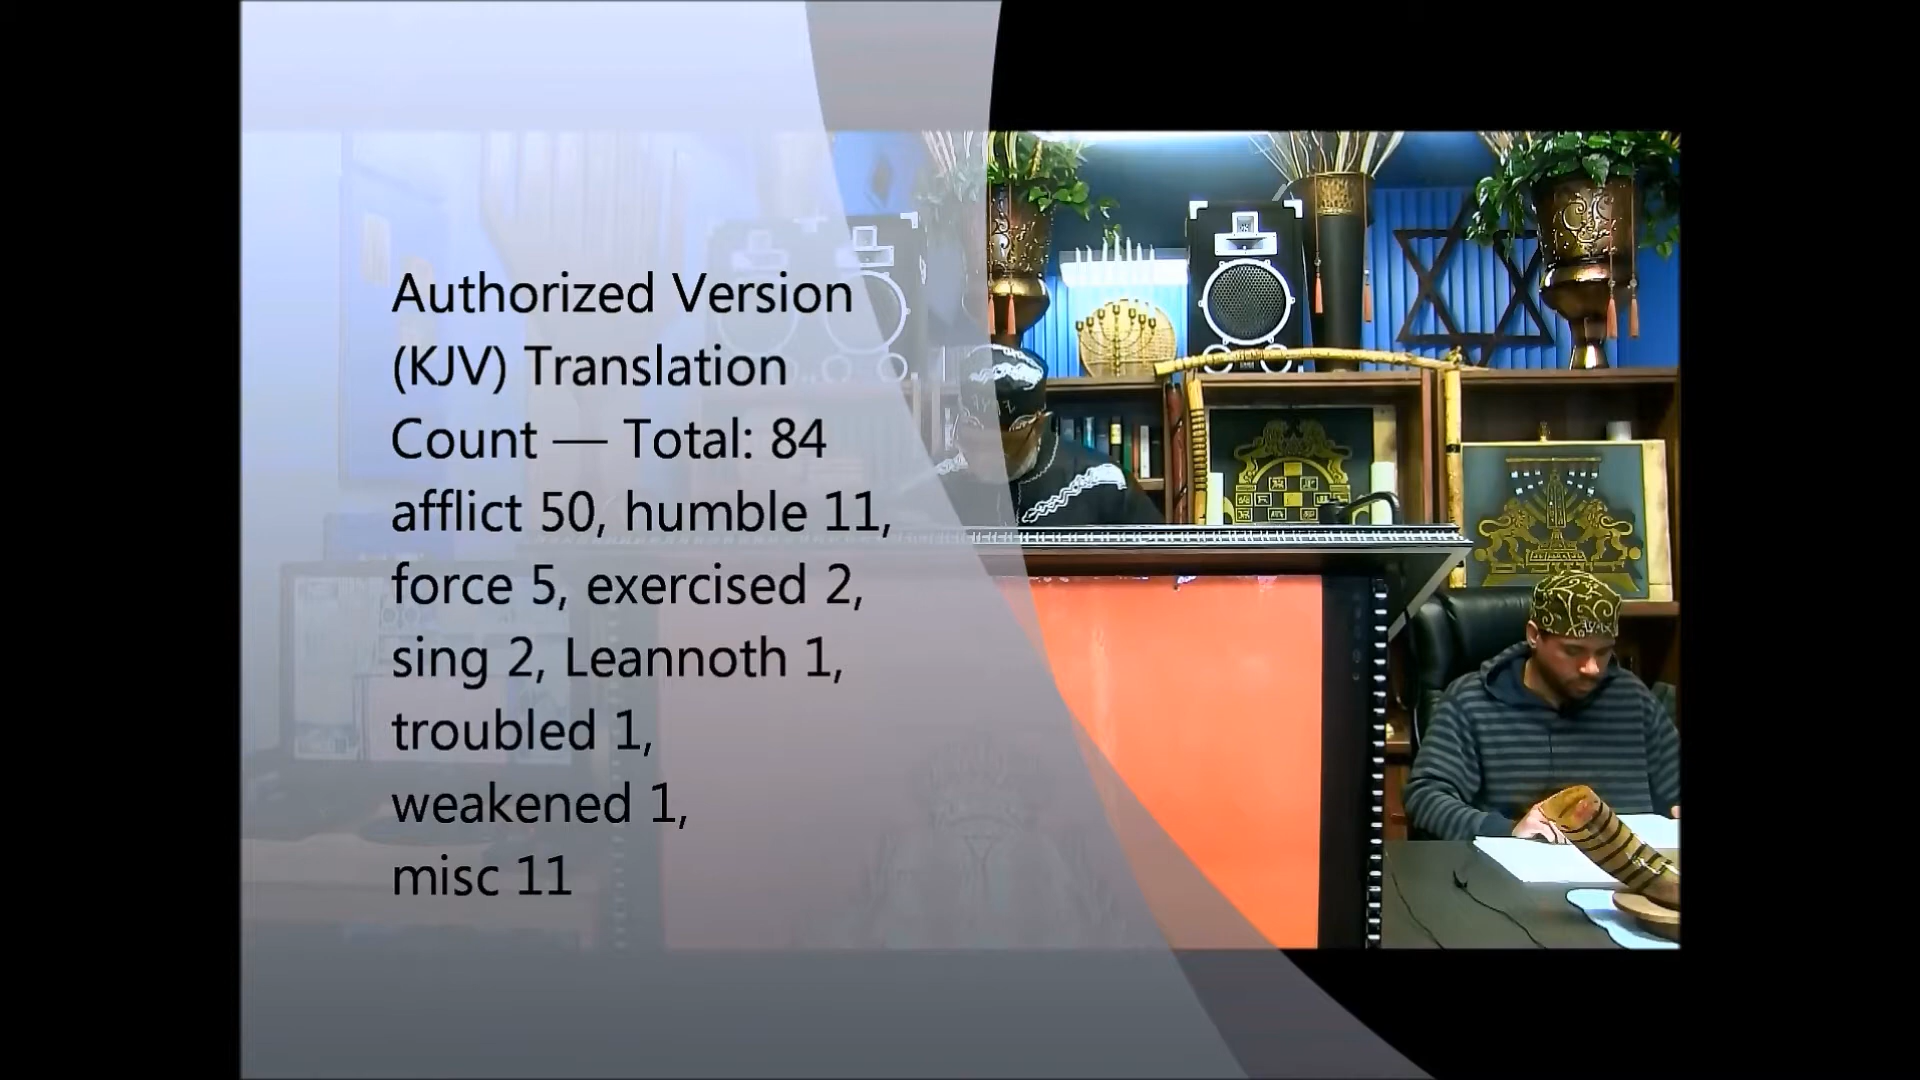 Authorized Version
(KJV) Translation
Count — Total: 84
afflict 50, humble 11,
force 5, exercised 2,
sing 2, Leannoth 1,
troubled 1,
weakened 1,
misc 11